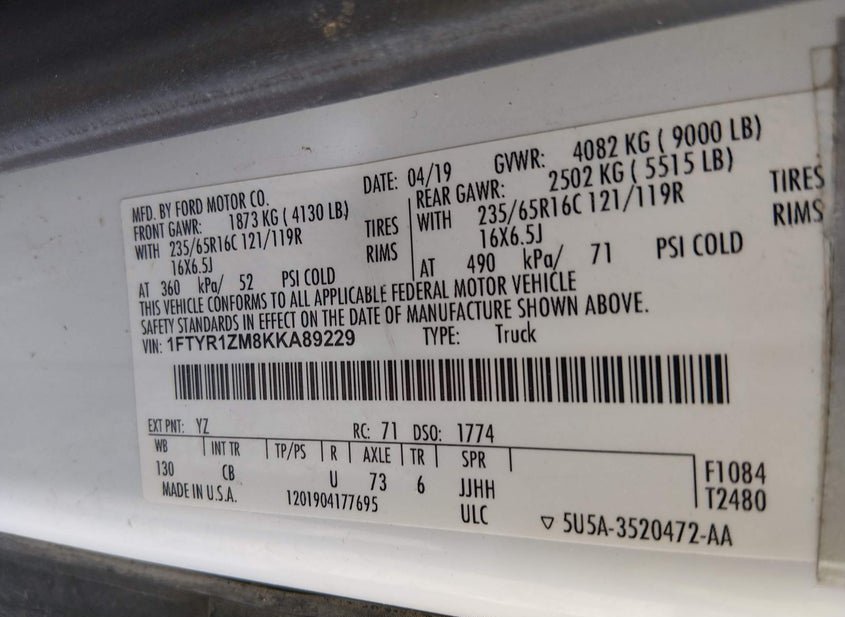 MFD. BY FORD MOTOR CO. DATE: 04/19 GVWR: 4082 KG ( 9000 LB)
FRONT GAWR: 1873 KG ( 4130 LB)
WITH 235/65R16C 121/119R TIRES
16X6.5J RIMS
AT 360 kPa/ 52 PSI COLD
REAR GAWR: 2502 KG ( 5515 LB)
WITH 235/65R16C 121/119R TIRES
16X6.5J RIMS
AT 490 kPa/ 71 PSI COLD
THIS VEHICLE CONFORMS TO ALL APPLICABLE FEDERAL MOTOR VEHICLE
SAFETY STANDARDS IN EFFECT ON THE DATE OF MANUFACTURE SHOWN ABOVE.
VIN: 1FTYR1ZM8KKA89229 TYPE: Truck
EXT PNT: YZ RC: 71 DSO: 1774
WB INT TR TP/PS R AXLE TR SPR
130 CB U 73 6 JJHH
F1084
T2480
MADE IN U.S.A. 1201904177695 ULC
▽ 5U5A-3520472-AA